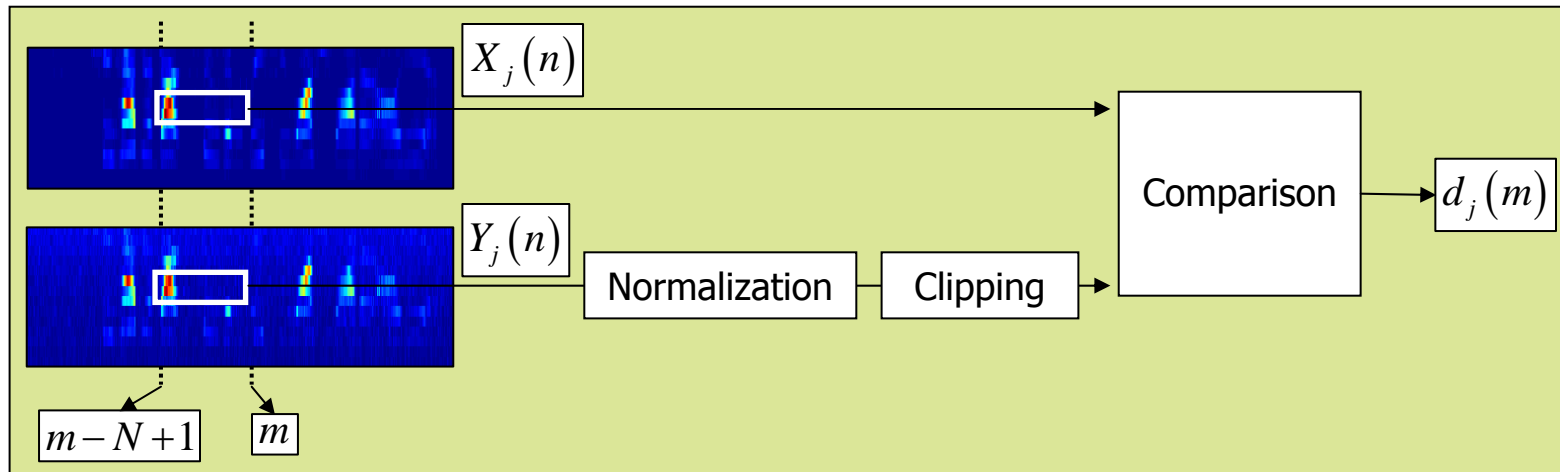 X_j(n)
Y_j(n)
Normalization
Clipping
Comparison
d_j(m)
m−N+1
m